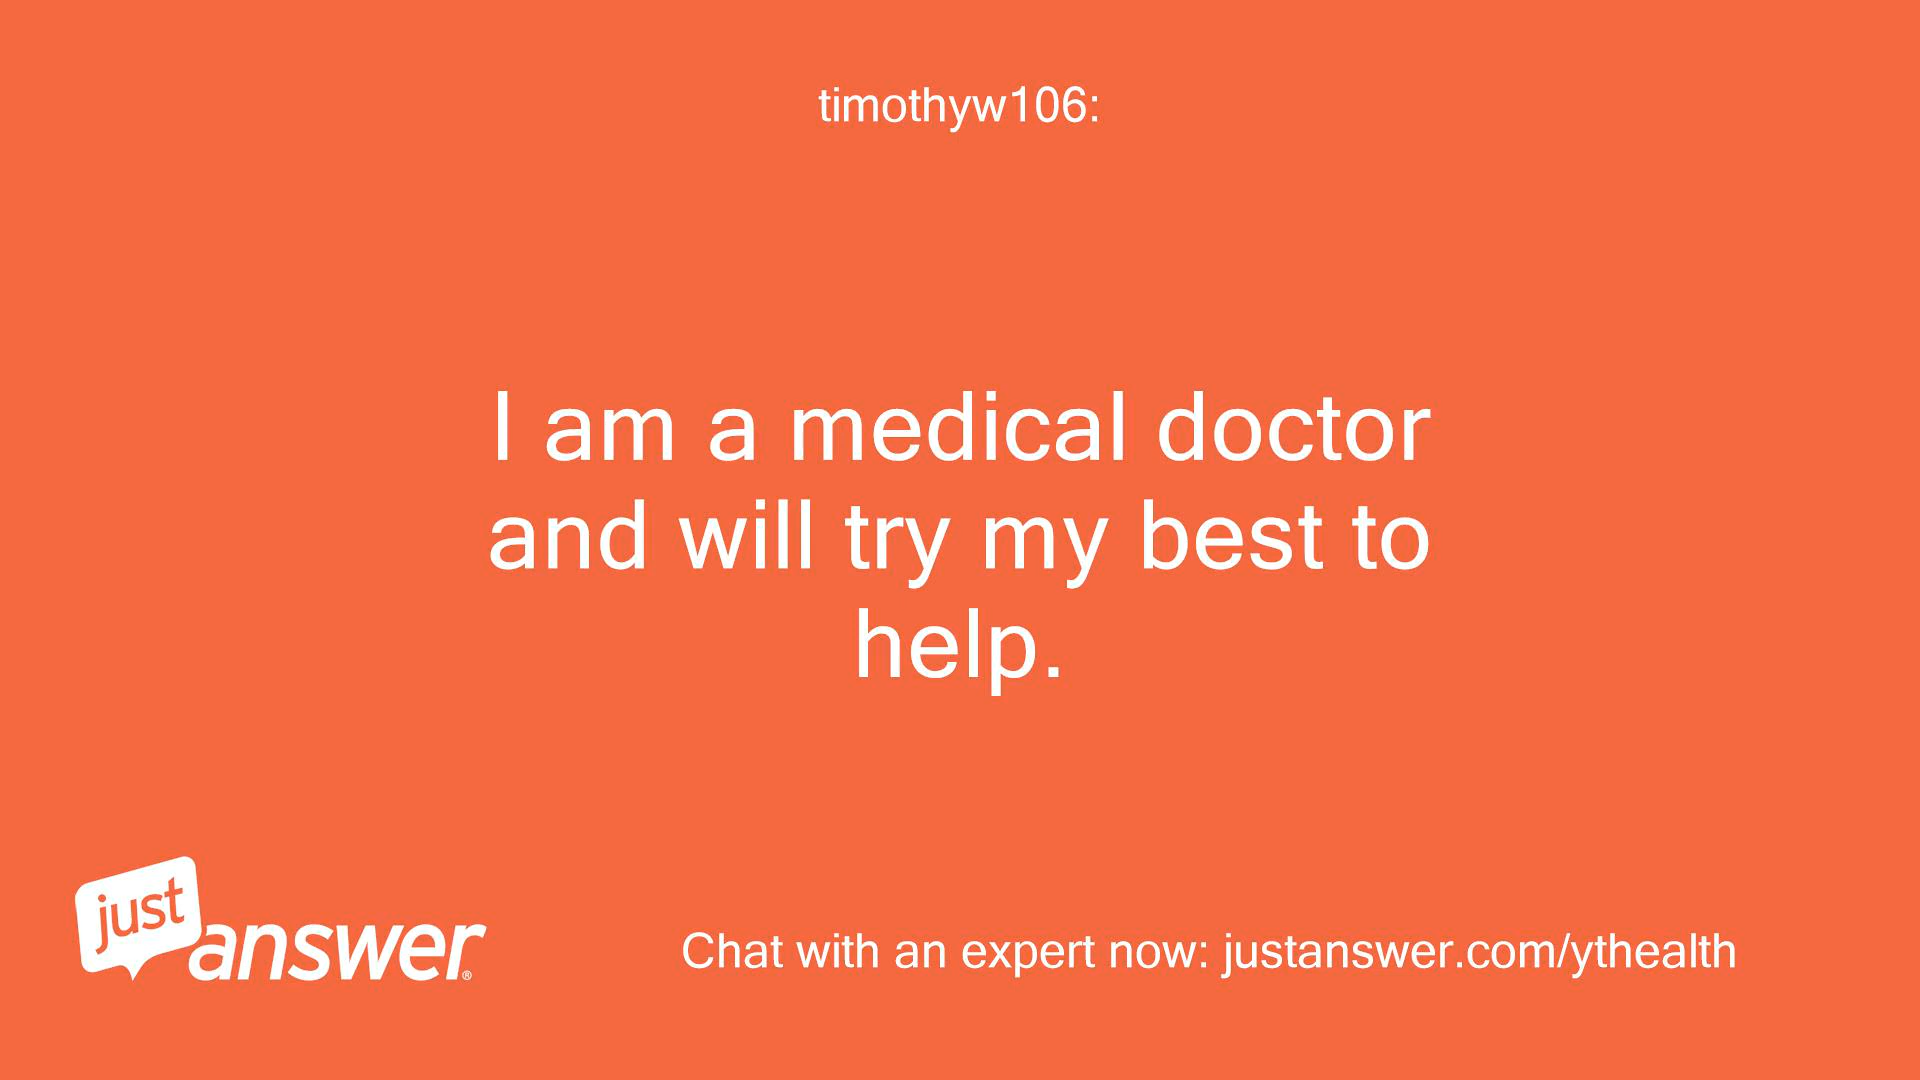 timothyw106:
I am a medical doctor
and will try my best to
help.
just
answer®
Chat with an expert now: justanswer.com/ythealth